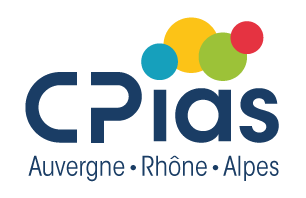 CPias
Auvergne • Rhône • Alpes